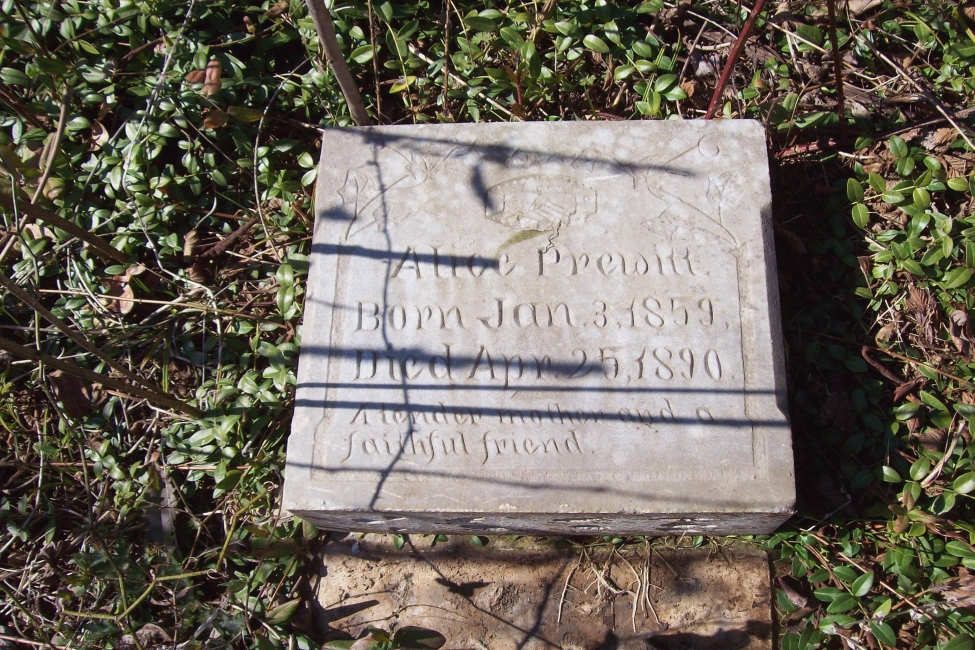 Alice Prewitt.
Born Jan. 3, 1859,
Died Apr. 25, 1890.
A tender mother and a
faithful friend.